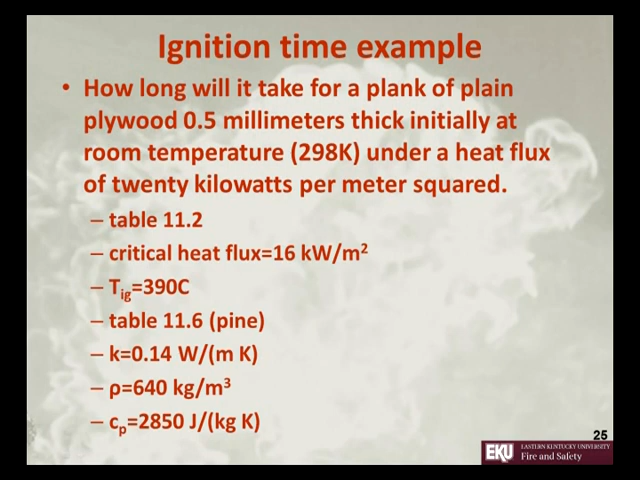 Ignition time example
• How long will it take for a plank of plain
plywood 0.5 millimeters thick initially at
room temperature (298K) under a heat flux
of twenty kilowatts per meter squared.
– table 11.2
– critical heat flux=16 kW/m²
– Tig=390C
– table 11.6 (pine)
– k=0.14 W/(m K)
– ρ=640 kg/m³
– cp=2850 J/(kg K)
25
EKU EASTERN KENTUCKY UNIVERSITY
Fire and Safety